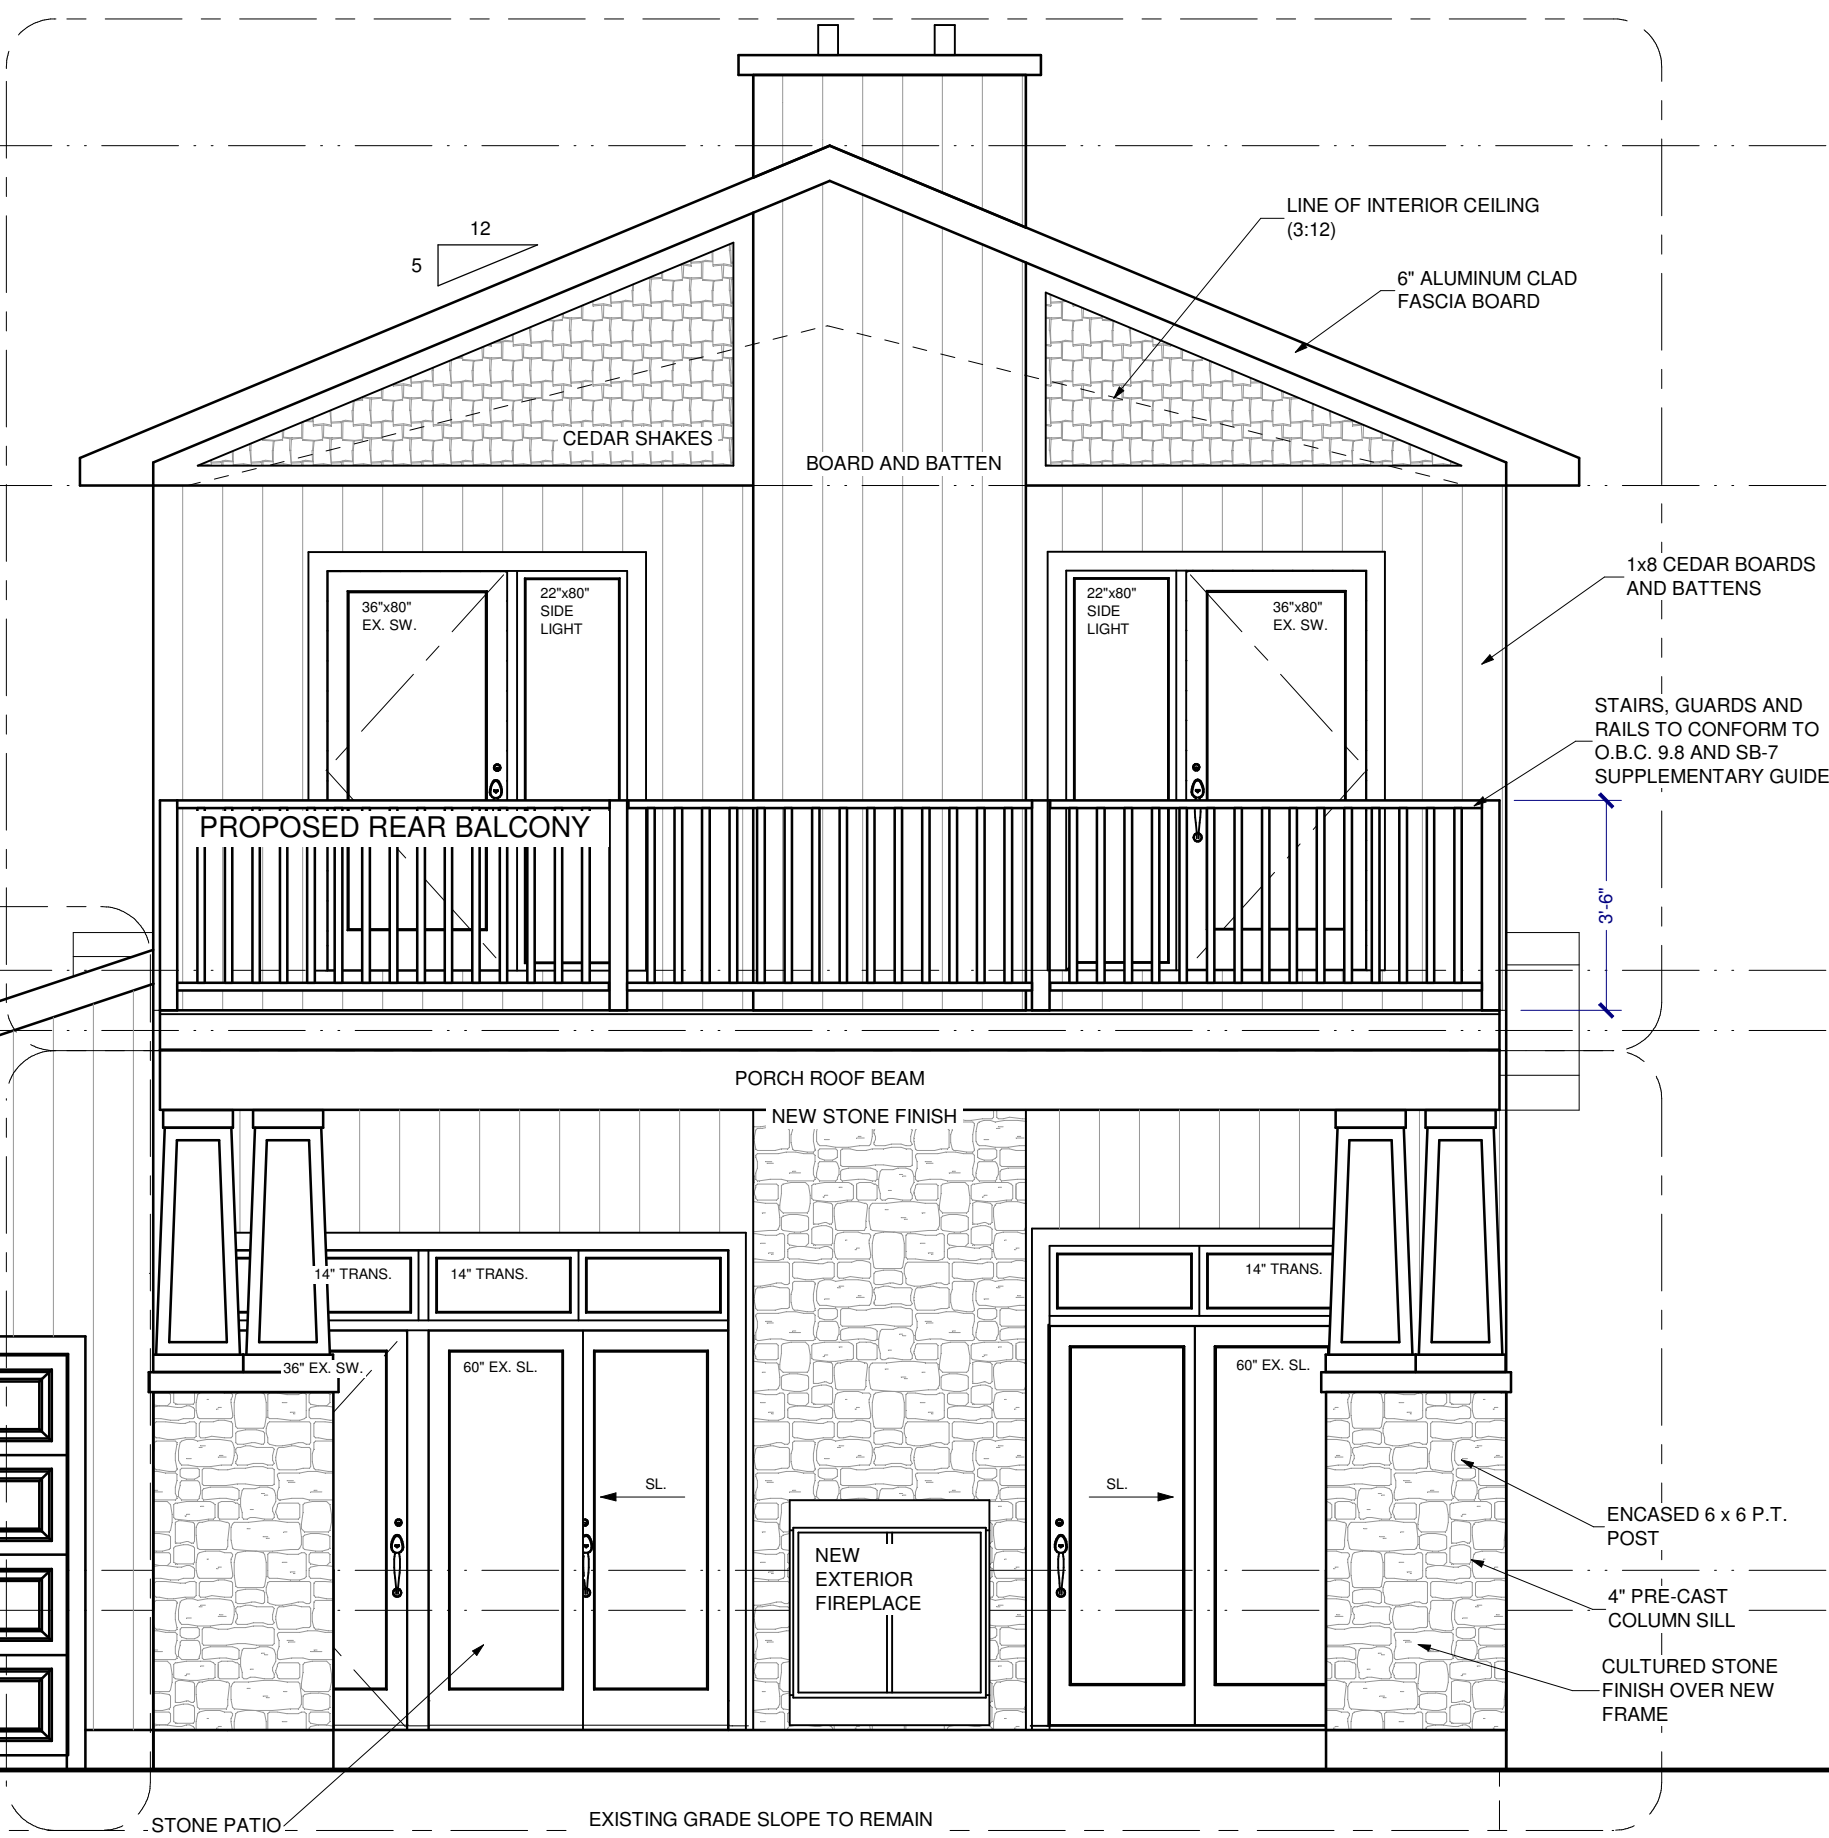 12
5
LINE OF INTERIOR CEILING
(3:12)
6" ALUMINUM CLAD
FASCIA BOARD
CEDAR SHAKES
BOARD AND BATTEN
1x8 CEDAR BOARDS
AND BATTENS
36"x80"
EX. SW.
22"x80"
SIDE
LIGHT
22"x80"
SIDE
LIGHT
36"x80"
EX. SW.
STAIRS, GUARDS AND
RAILS TO CONFORM TO
O.B.C. 9.8 AND SB-7
SUPPLEMENTARY GUIDE
PROPOSED REAR BALCONY
3'-6"
PORCH ROOF BEAM
NEW STONE FINISH
14" TRANS.
14" TRANS.
14" TRANS.
36" EX. SW.
60" EX. SL.
60" EX. SL.
SL.
SL.
NEW
EXTERIOR
FIREPLACE
ENCASED 6 x 6 P.T.
POST
4" PRE-CAST
COLUMN SILL
CULTURED STONE
FINISH OVER NEW
FRAME
STONE PATIO
EXISTING GRADE SLOPE TO REMAIN